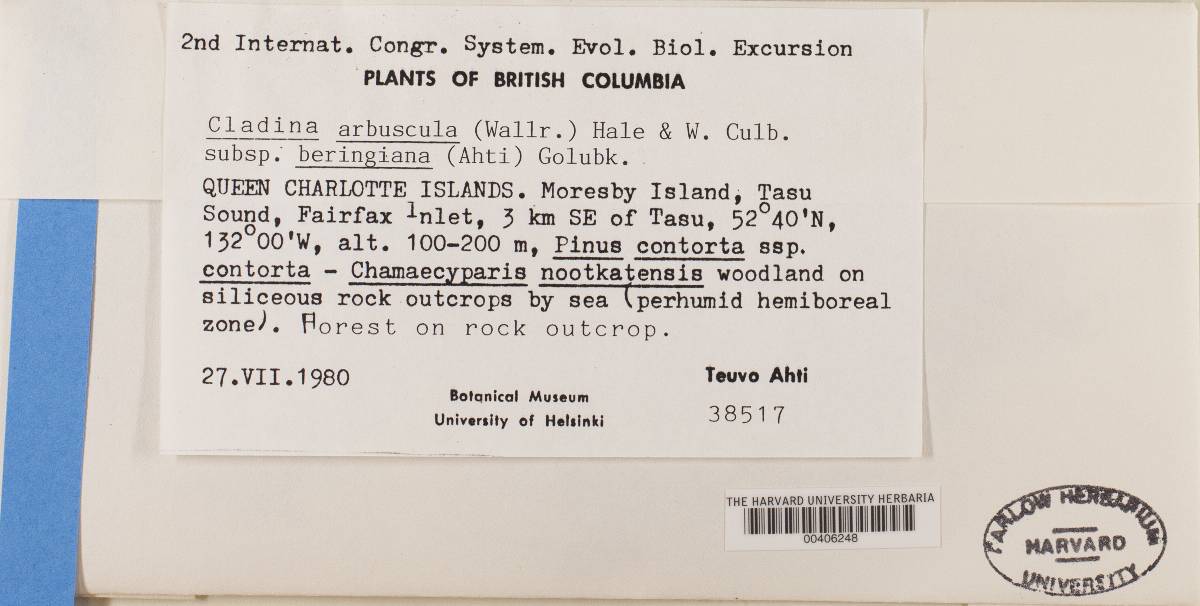 2nd Internat. Congr. System. Evol. Biol. Excursion
PLANTS OF BRITISH COLUMBIA
Cladina arbuscula (Wallr.) Hale & W. Culb.
subsp. beringiana (Ahti) Golubk.
QUEEN CHARLOTTE ISLANDS. Moresby Island, Tasu
Sound, Fairfax Inlet, 3 km SE of Tasu, 52°40'N,
132°00'W, alt. 100-200 m, Pinus contorta ssp.
contorta - Chamaecyparis nootkatensis woodland on
siliceous rock outcrops by sea (perhumid hemiboreal
zone). Forest on rock outcrop.
27.VII.1980
Teuvo Ahti
Botanical Museum
University of Helsinki
38517
THE HARVARD UNIVERSITY HERBARIA
00406248
FARLOW HERBARIUM
HARVARD
UNIVERSITY